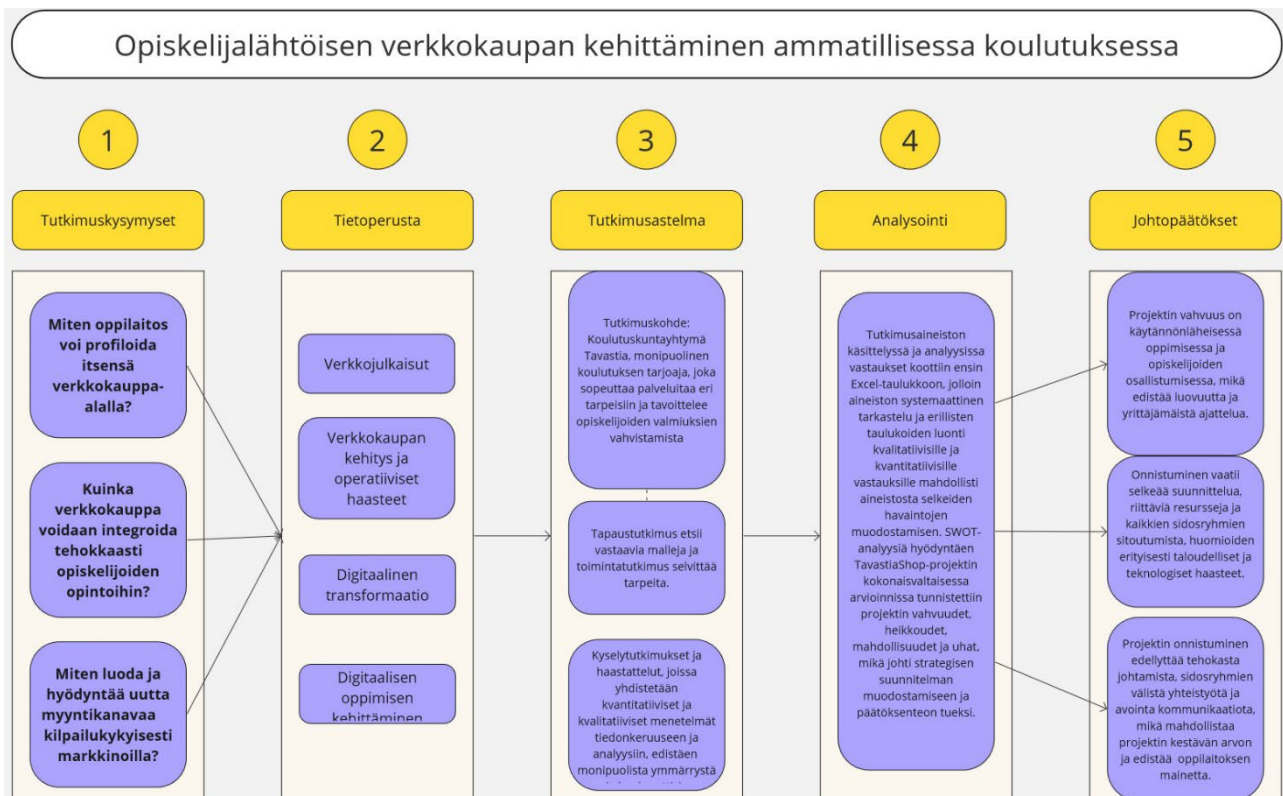 Opiskelijalähtöisen verkkokaupan kehittäminen ammatillisessa koulutuksessa
1
2
3
4
5
Tutkimuskysymyset
Tietoperusta
Tutkimusastelma
Analysointi
Johtopäätökset
Miten oppilaitos
voi profiloida
itsensä
verkkokauppa-
alalla?
Kuinka
verkkokauppa
voidaan integroida
tehokkaasti
opiskelijoiden
opintoihin?
Miten luoda ja
hyödyntää uutta
myyntikanavaa
kilpailukykyisesti
markkinoilla?
Verkkojulkaisut
Verkkokaupan
kehitys ja
operatiiviset
haasteet
Digitaalinen
transformaatio
Digitaalisen
oppimisen
kehittäminen
Tutkimuskohde:
Koulutuskuntayhtymä
Tavastia, monipuolinen
koulutuksen tarjoaja, joka
sopeuttaa palveluitaa eri
tarpeisiin ja tavoittelee
opiskelijoiden valmiuksien
vahvistamista
Tapaustutkimus etsii
vastaavia malleja ja
toimintatutkimus selvittää
tarpeita.
Kyselytutkimukset ja
haastattelut, joissa
yhdistetään
kvantitatiiviset ja
kvalitatiiviset menetelmät
tiedonkeruuseen ja
analyysiin, edistäen
monipuolista ymmärrystä
Tutkimusaineiston
käsittelyssä ja analyysissa
vastaukset koottiin ensin
Excel-taulukkoon, jolloin
aineiston systemaattinen
tarkastelu ja erillisten
taulukoiden luonti
kvalitatiivisille ja
kvantitatiivisille
vastauksille mahdollisti
aineistosta selkeiden
havaintojen
muodostamisen. SWOT-
analyysiä hyödyntäen
TavastiaShop-projektin
kokonaisvaltaisessa
arvioinnissa tunnistettiin
projektin vahvuudet,
heikkoudet,
mahdollisuudet ja uhat,
mikä johti strategisen
suunnitelman
muodostamiseen ja
päätöksenteon tueksi.
Projektin vahvuus on
käytännönläheisessä
oppimisessa ja
opiskelijoiden
osallistumisessa, mikä
edistää luovuutta ja
yrittäjämäistä ajattelua.
Onnistuminen vaatii
selkeää suunnittelua,
riittäviä resursseja ja
kaikkien sidosryhmien
sitoutumista, huomioiden
erityisesti taloudelliset ja
teknologiset haasteet.
Projektin onnistuminen
edellyttää tehokasta
johtamista, sidosryhmien
välistä yhteistyötä ja
avointa kommunikaatiota,
mikä mahdollistaa
projektin kestävän arvon
ja edistää oppilaitoksen
mainetta.